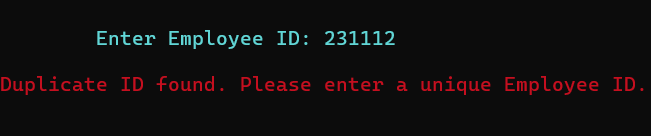 Enter Employee ID: 231112
Duplicate ID found. Please enter a unique Employee ID.